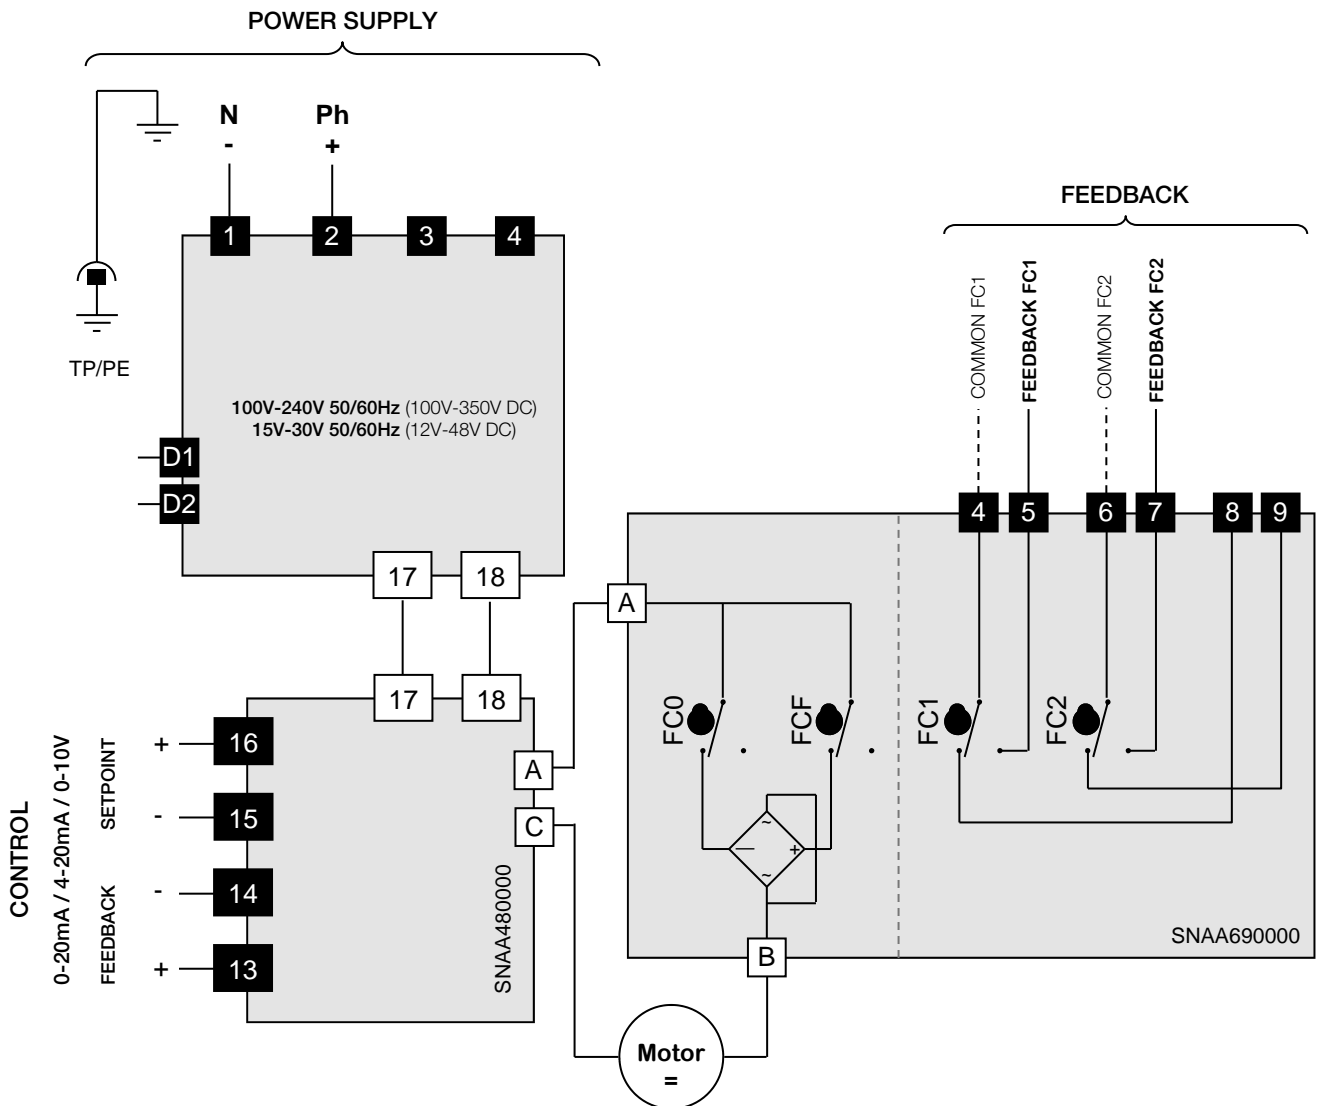 POWER SUPPLY
N
-
Ph
+
1
2
3
4
TP/PE
100V-240V 50/60Hz (100V-350V DC)
15V-30V 50/60Hz (12V-48V DC)
D1
D2
17
18
17
18
CONTROL
0-20mA / 4-20mA / 0-10V
SETPOINT
FEEDBACK
+
16
-
15
-
14
+
13
A
C
SNAA480000
FEEDBACK
COMMON FC1
FEEDBACK FC1
COMMON FC2
FEEDBACK FC2
4
5
6
7
8
9
A
FC0
FCF
FC1
FC2
~
—
+
~
B
SNAA690000
Motor
=